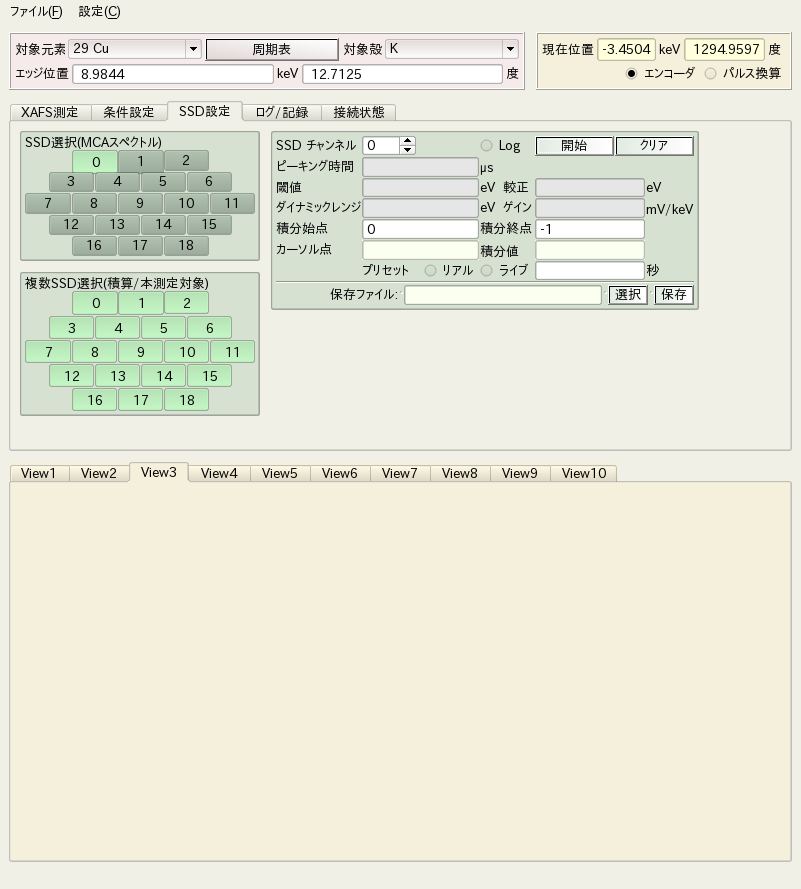 ファイル(F) 設定(C)
対象元素 29 Cu 周期表 対象殻 K 現在位置 -3.4504 keV 1294.9597 度
エッジ位置 8.9844 keV 12.7125 度 エンコーダ パルス換算
XAFS測定 条件設定 SSD設定 ログ/記録 接続状態
SSD選択(MCAスペクトル)
0 1 2
3 4 5 6
7 8 9 10 11
12 13 14 15
16 17 18
SSD チャンネル 0 Log 開始 クリア
ピーキング時間 μs
閾値 eV 較正 eV
ダイナミックレンジ eV ゲイン mV/keV
積分始点 0 積分終点 -1
カーソル点 積分値
プリセット リアル ライブ 秒
保存ファイル: 選択 保存
複数SSD選択(積算/本測定対象)
0 1 2
3 4 5 6
7 8 9 10 11
12 13 14 15
16 17 18
View1 View2 View3 View4 View5 View6 View7 View8 View9 View10